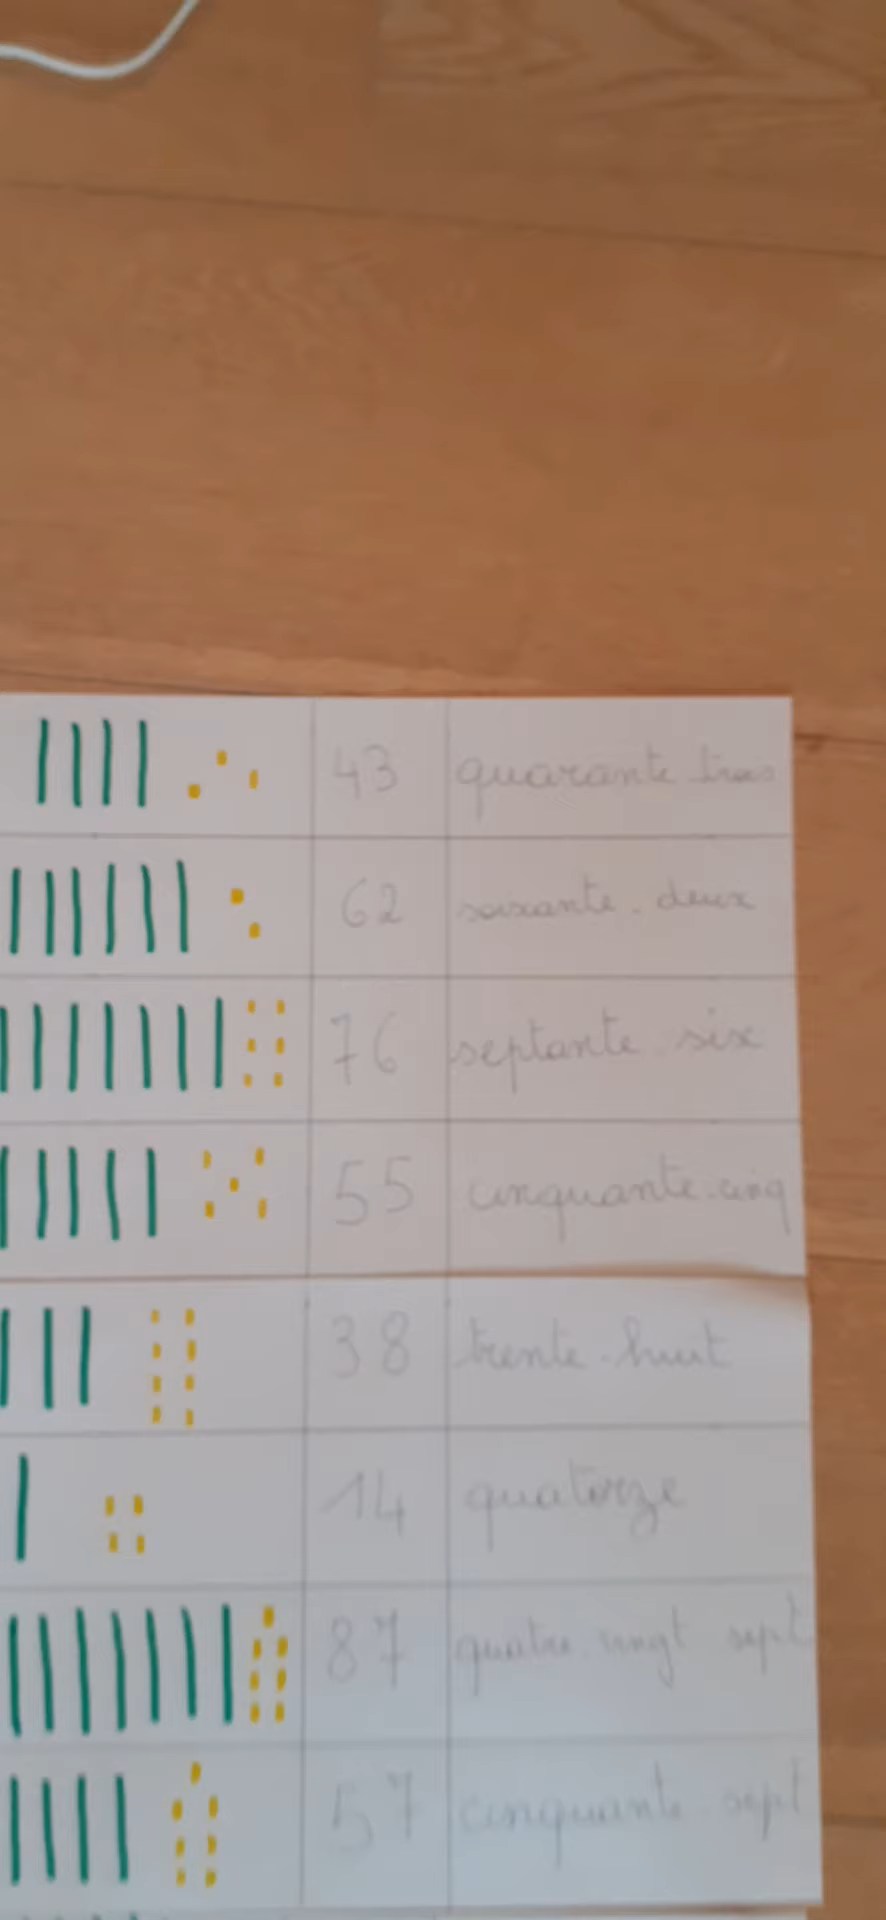 43 quarante trois
62 soixante-deux
76 septante six
55 cinquante-cinq
38 trente-huit
14 quatorze
87 quatre vingt sept
57 cinquante sept